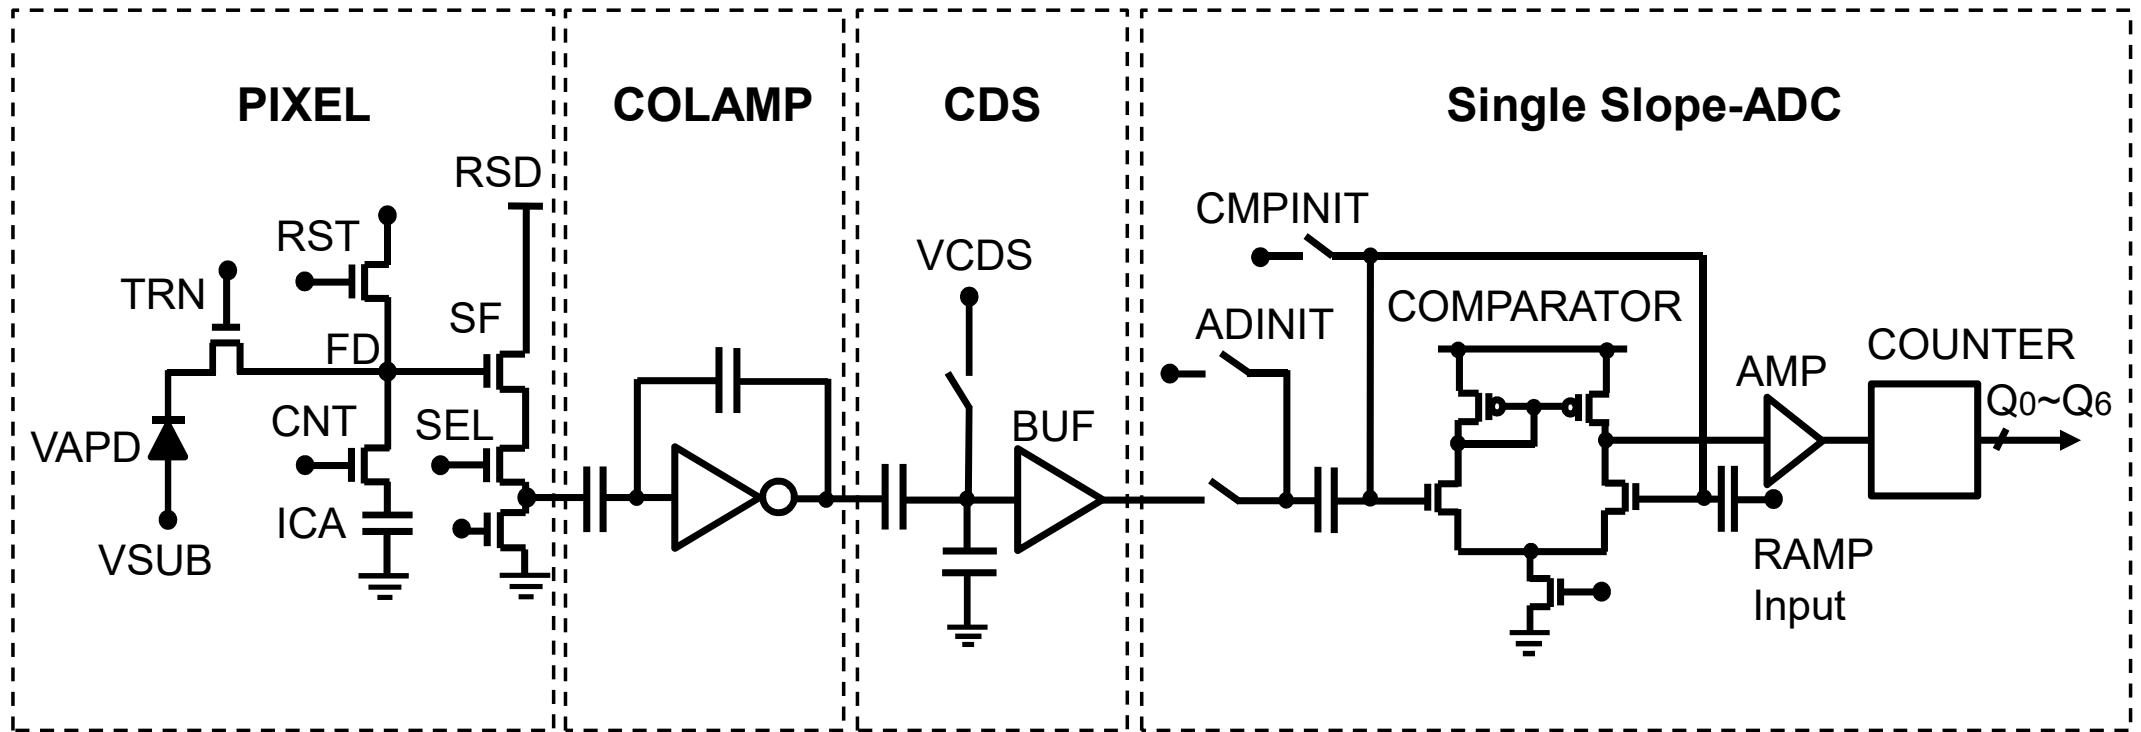 PIXEL
COLAMP
CDS
Single Slope-ADC
RSD
RST
TRN
SF
FD
CNT
SEL
VAPD
ICA
VSUB
VCDS
BUF
CMPINIT
ADINIT
COMPARATOR
AMP
COUNTER
Q0~Q6
RAMP
Input